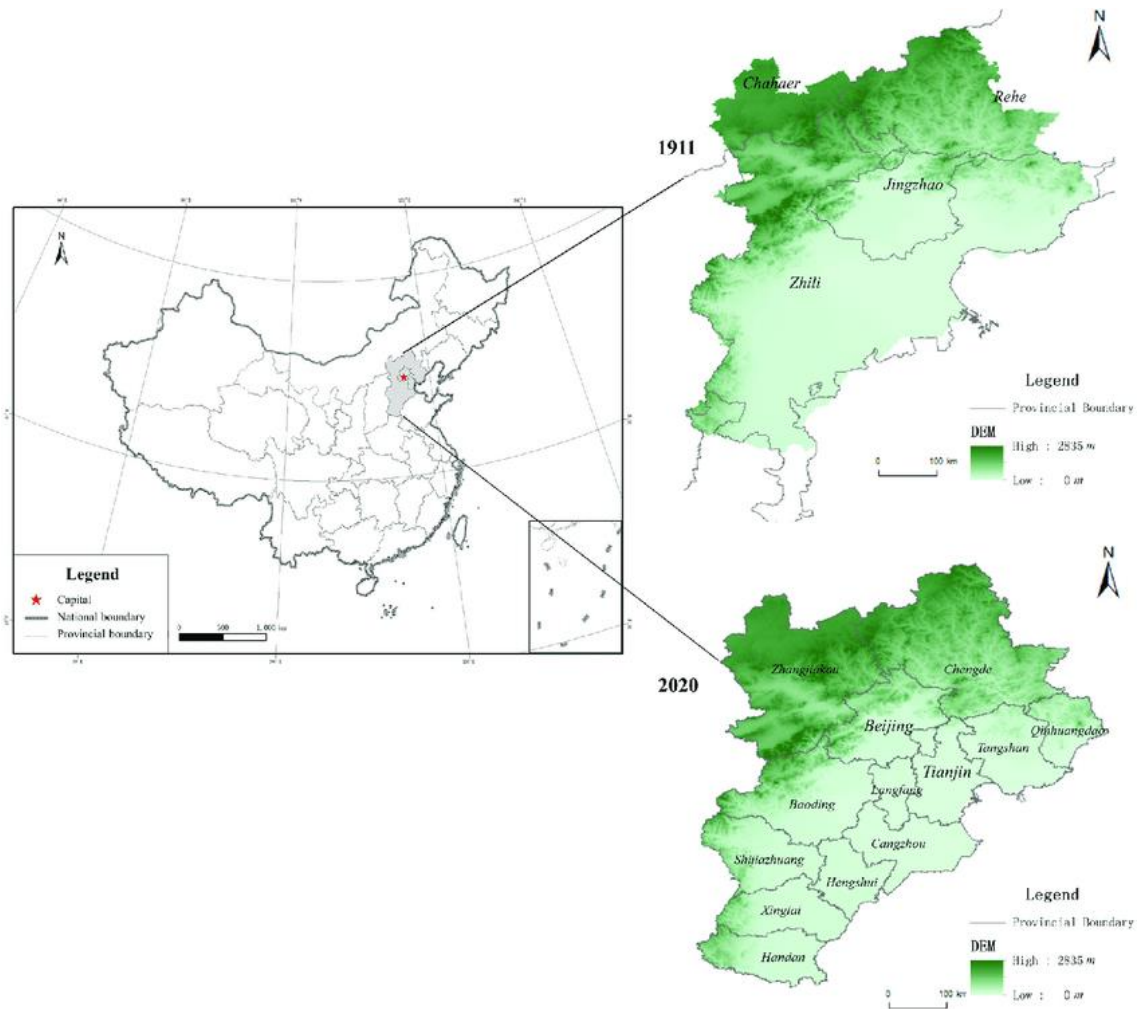 N
Legend
Capital
National boundary
Provincial boundary
0 500 1,000 km
1911
N
Chahaer
Rehe
Jingzhao
Zhili
Legend
Provincial Boundary
DEM
High : 2835 m
Low : 0 m
0 100 km
2020
N
Zhangjiakou
Chengde
Beijing
Qinhuangdao
Tangshan
Tianjin
Langfang
Baoding
Cangzhou
Shijiazhuang
Hengshui
Xingtai
Handan
Legend
Provincial Boundary
DEM
High : 2835 m
Low : 0 m
0 100 km